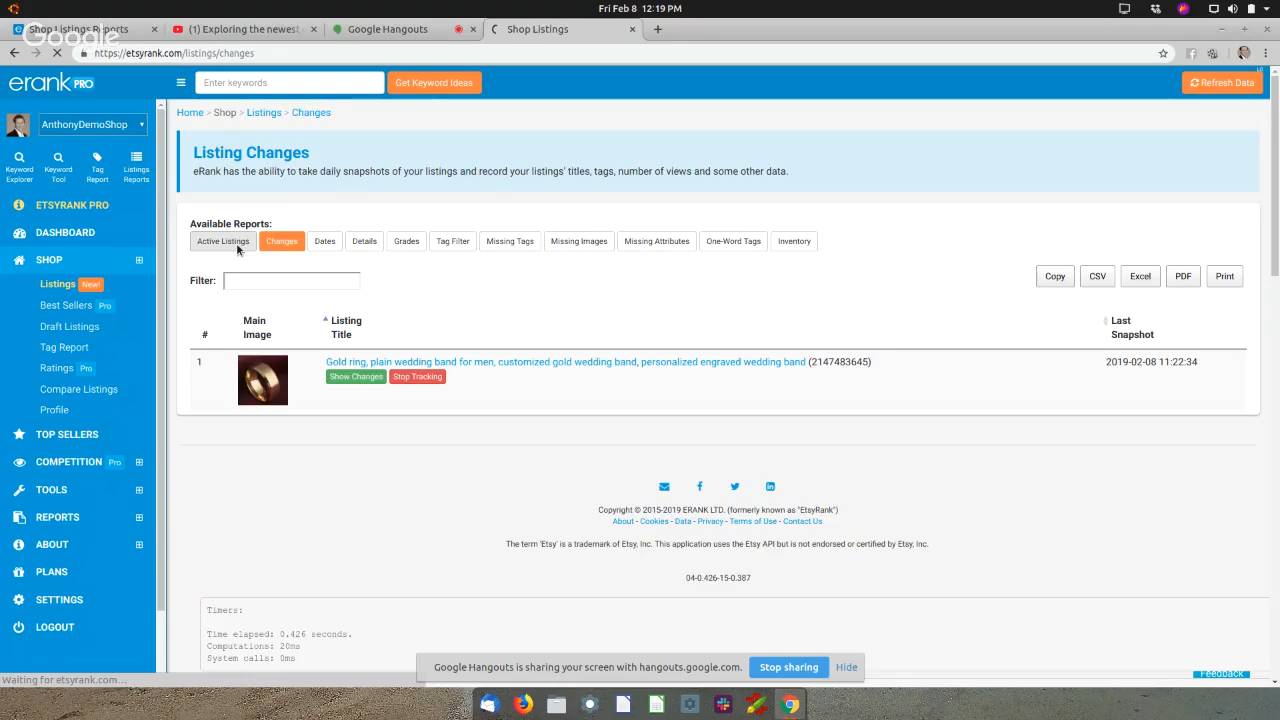 Fri Feb 8 12:19 PM
Shop Listings Reports
(1) Exploring the newest
Google Hangouts
Shop Listings
Google
https://etsyrank.com/listings/changes
erank PRO
Enter keywords
Get Keyword Ideas
Refresh Data
AnthonyDemoShop
Home > Shop > Listings > Changes
Keyword Explorer
Keyword Tool
Tag Report
Listings Reports
Listing Changes
eRank has the ability to take daily snapshots of your listings and record your listings' titles, tags, number of views and some other data.
ETSYRANK PRO
DASHBOARD
SHOP
Listings New!
Best Sellers Pro
Draft Listings
Tag Report
Ratings Pro
Compare Listings
Profile
TOP SELLERS
COMPETITION Pro
TOOLS
REPORTS
ABOUT
PLANS
SETTINGS
LOGOUT
Available Reports:
Active Listings
Changes
Dates
Details
Grades
Tag Filter
Missing Tags
Missing Images
Missing Attributes
One-Word Tags
Inventory
Filter:
Copy
CSV
Excel
PDF
Print
#
Main Image
Listing Title
Last Snapshot
1
Gold ring, plain wedding band for men, customized gold wedding band, personalized engraved wedding band (2147483645)
2019-02-08 11:22:34
Show Changes
Stop Tracking
Copyright © 2015-2019 ERANK LTD. (formerly known as "EtsyRank")
About - Cookies - Data - Privacy - Terms of Use - Contact Us
The term 'Etsy' is a trademark of Etsy, Inc. This application uses the Etsy API but is not endorsed or certified by Etsy, Inc.
04-0.426-15-0.387
Timers:
Time elapsed: 0.426 seconds.
Computations: 20ms
System calls: 0ms
Google Hangouts is sharing your screen with hangouts.google.com.
Stop sharing
Hide
Feedback
Waiting for etsyrank.com...